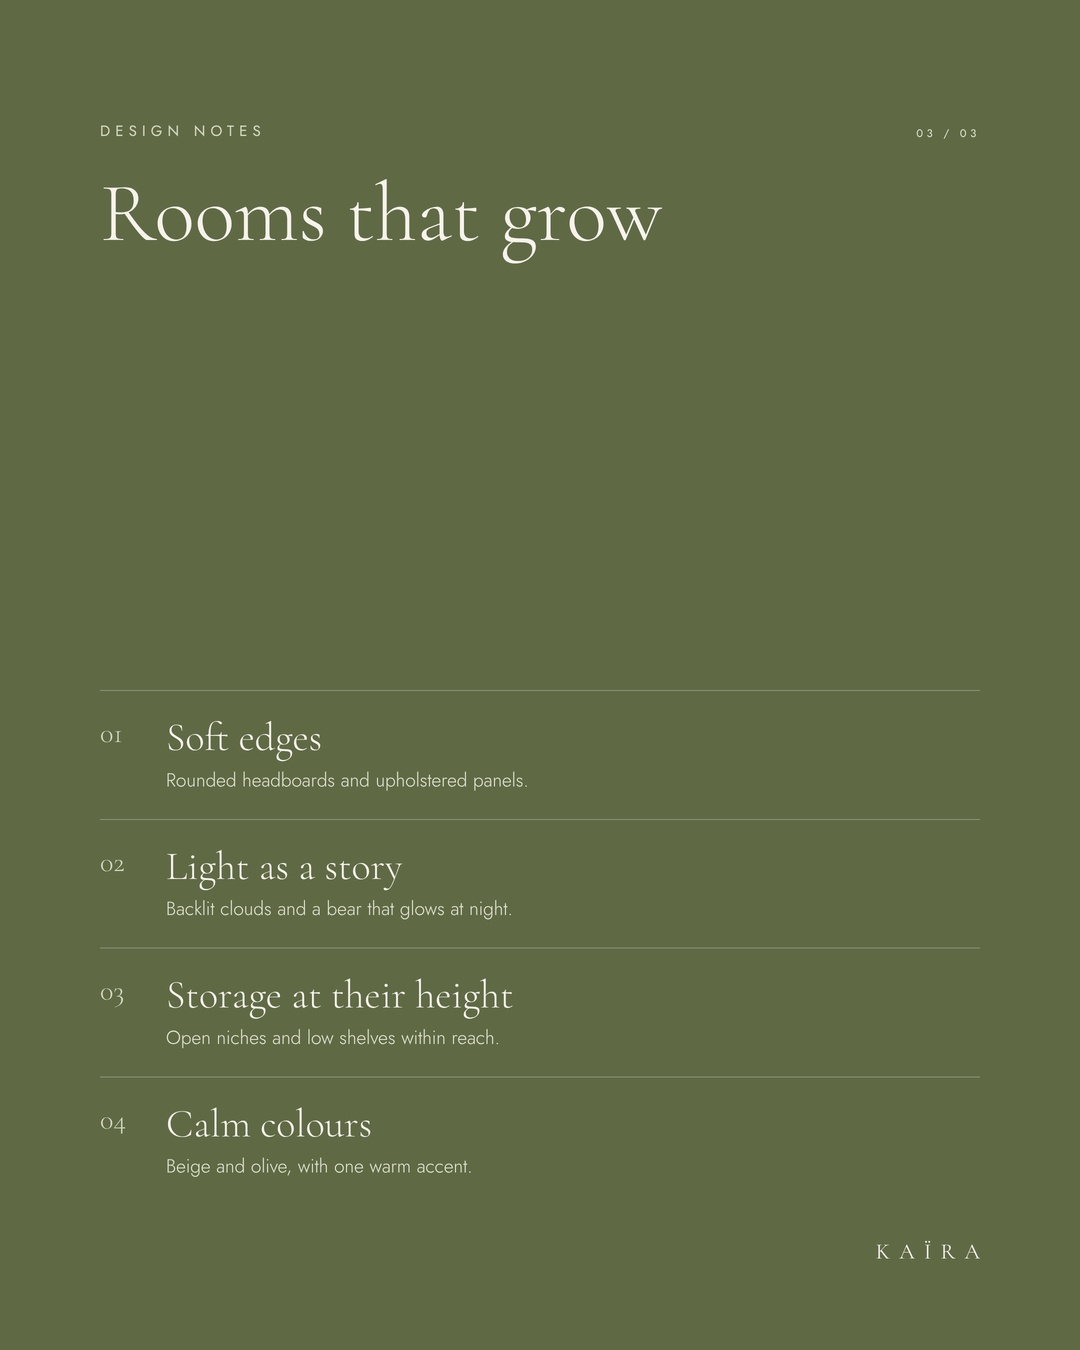 DESIGN NOTES
03 / 03
Rooms that grow
01
Soft edges
Rounded headboards and upholstered panels.
02
Light as a story
Backlit clouds and a bear that glows at night.
03
Storage at their height
Open niches and low shelves within reach.
04
Calm colours
Beige and olive, with one warm accent.
KAÏRA